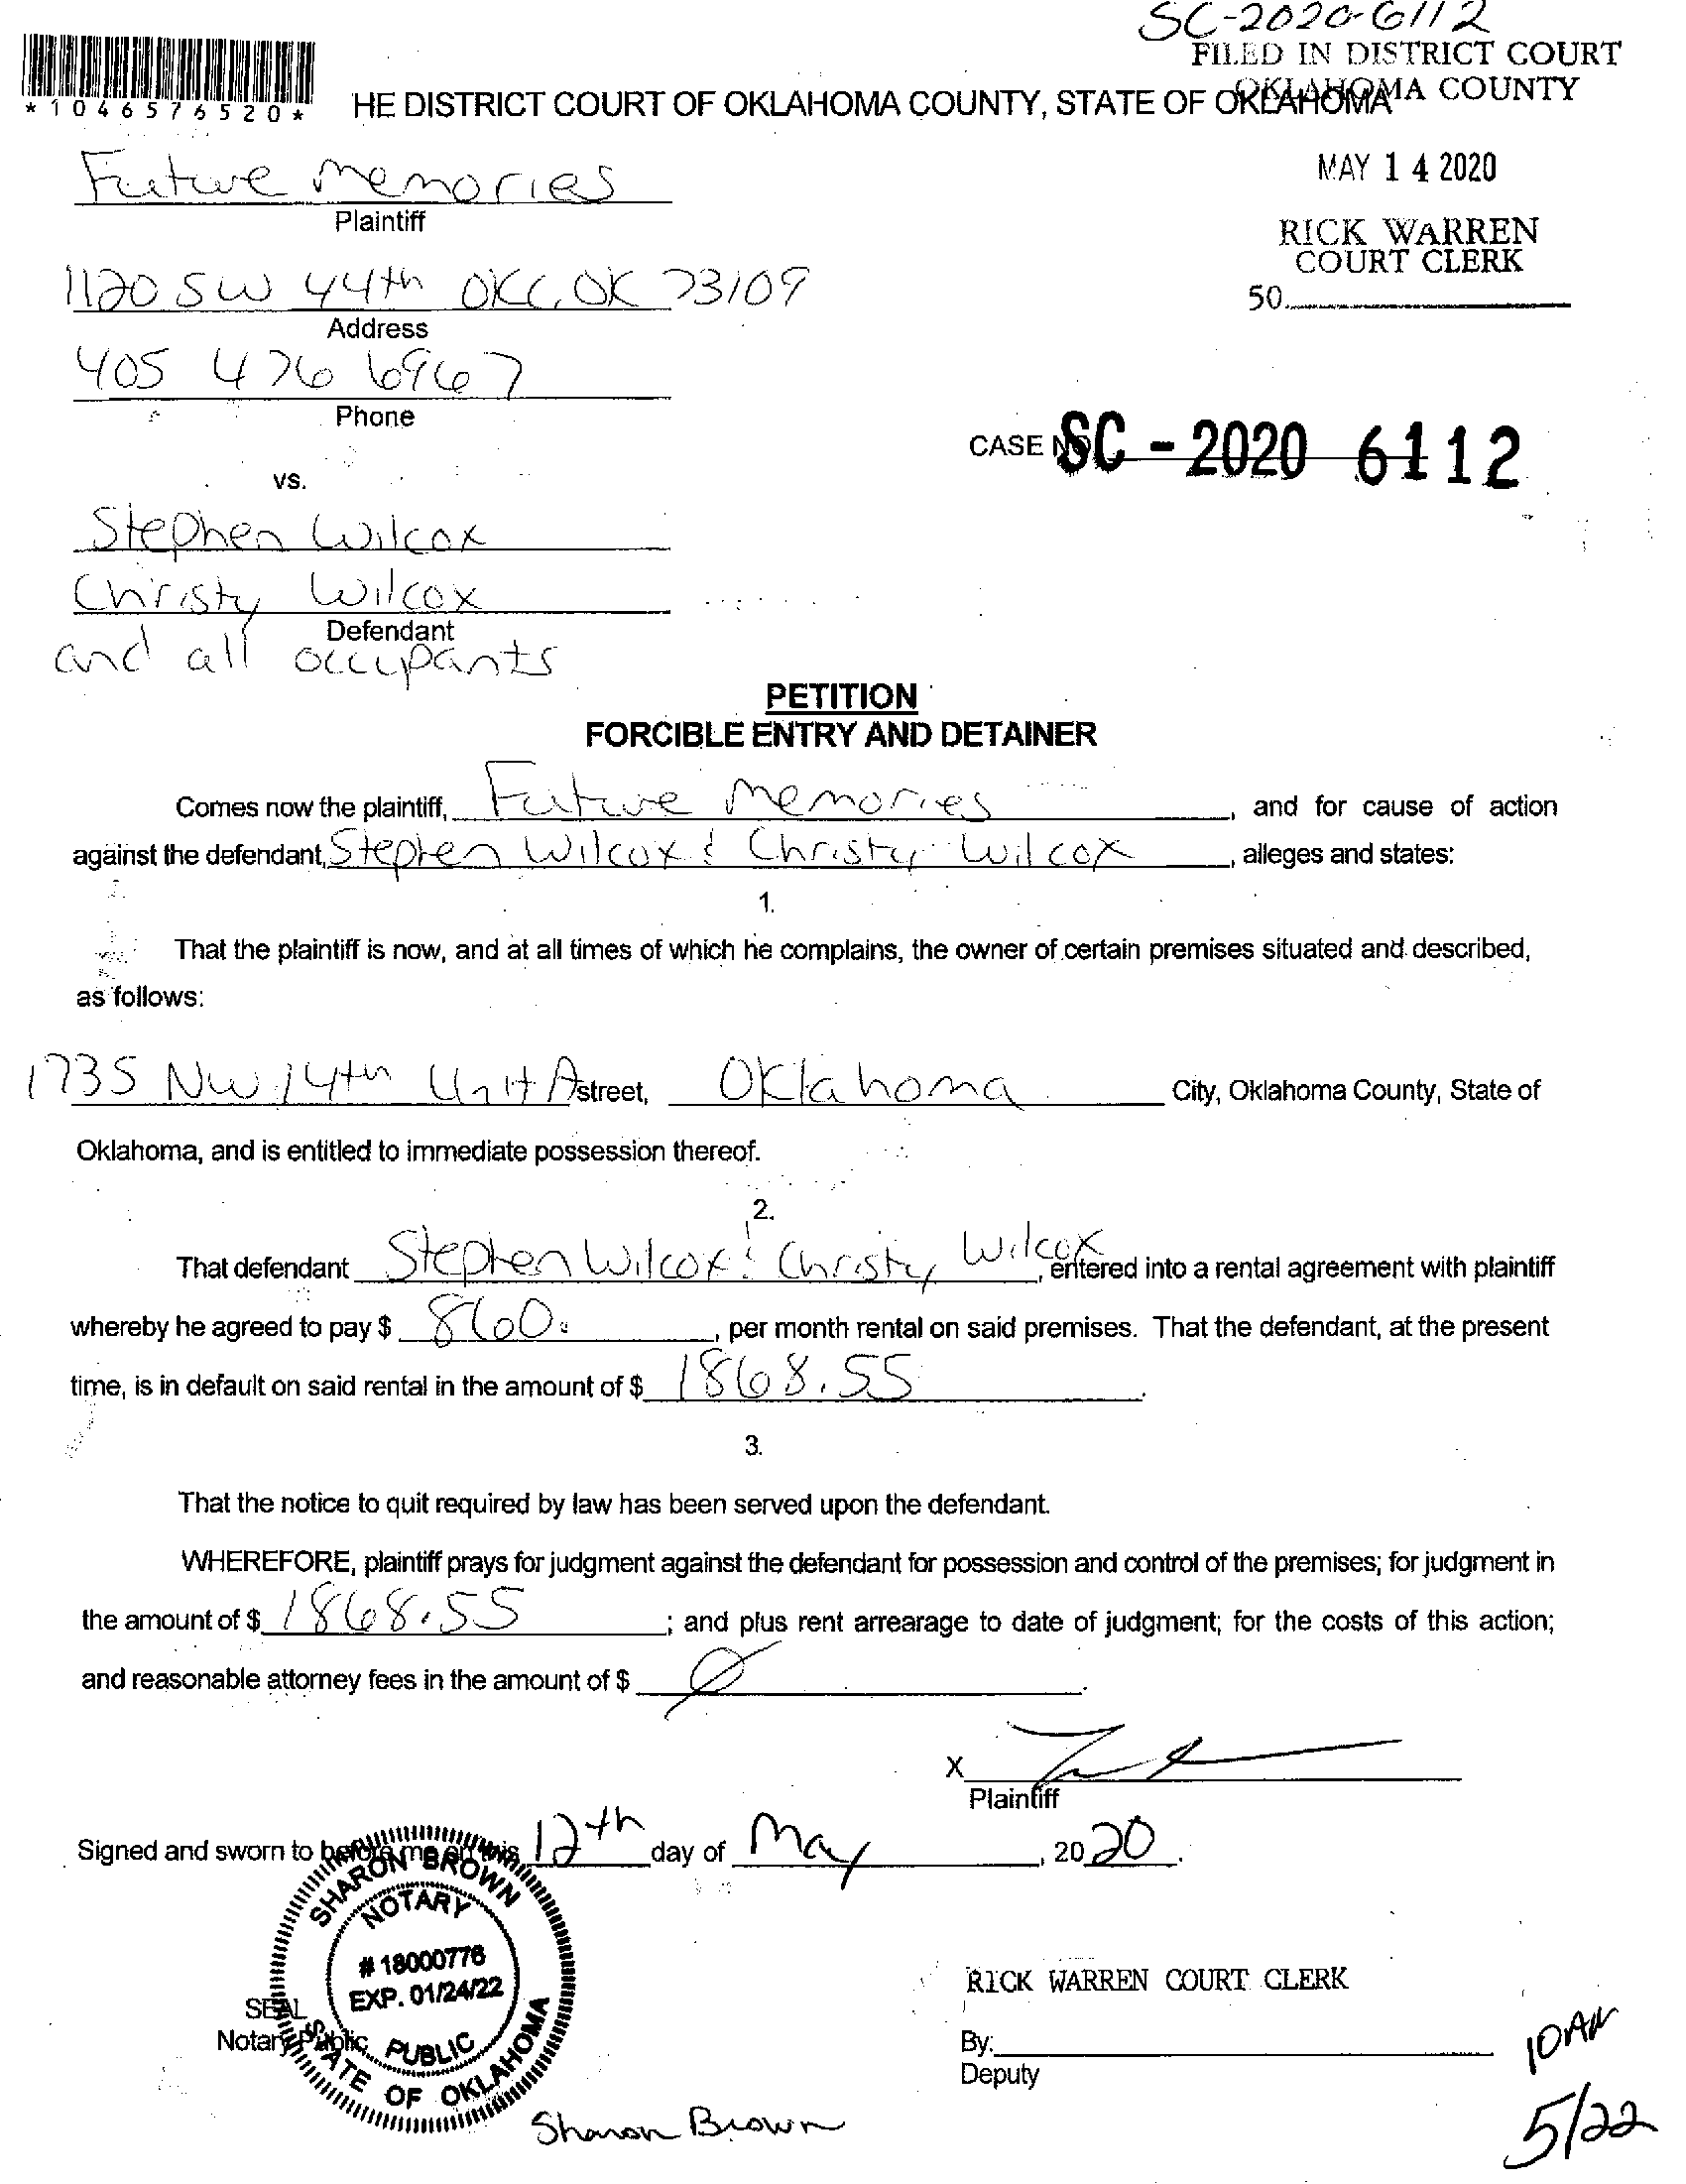 SC-2020-6112
FILED IN DISTRICT COURT
OKLAHOMA COUNTY
*1046576520*
HE DISTRICT COURT OF OKLAHOMA COUNTY, STATE OF OKLAHOMA
MAY 14 2020
RICK WARREN
COURT CLERK
50
Future Memories
Plaintiff
1120 SW 44th OKC, OK 73109
Address
405 476 6967
Phone
CASE NO. SC - 2020 6112
vs.
Stephen Wilcox
Christy Wilcox
Defendant
and all occupants
PETITION
FORCIBLE ENTRY AND DETAINER
Comes now the plaintiff, Future Memories, and for cause of action
against the defendant, Stephen Wilcox & Christy Wilcox, alleges and states:
1.
That the plaintiff is now, and at all times of which he complains, the owner of certain premises situated and described,
as follows:
1735 NW 14th Unit A street, Oklahoma City, Oklahoma County, State of
Oklahoma, and is entitled to immediate possession thereof.
2.
That defendant Stephen Wilcox & Christy Wilcox, entered into a rental agreement with plaintiff
whereby he agreed to pay $ 860., per month rental on said premises. That the defendant, at the present
time, is in default on said rental in the amount of $ 1868.55.
3.
That the notice to quit required by law has been served upon the defendant.
WHEREFORE, plaintiff prays for judgment against the defendant for possession and control of the premises; for judgment in
the amount of $ 1868.55; and plus rent arrearage to date of judgment; for the costs of this action;
and reasonable attorney fees in the amount of $ Ø.
X
Plaintiff
Signed and sworn to before me on this 12th day of May, 2020.
SHARON BROWN
NOTARY
# 18000776
EXP. 01/24/22
PUBLIC
STATE OF OKLAHOMA
SEAL
Notary Public
Sharon Brown
RICK WARREN COURT CLERK
By:
Deputy
10AM
5/22